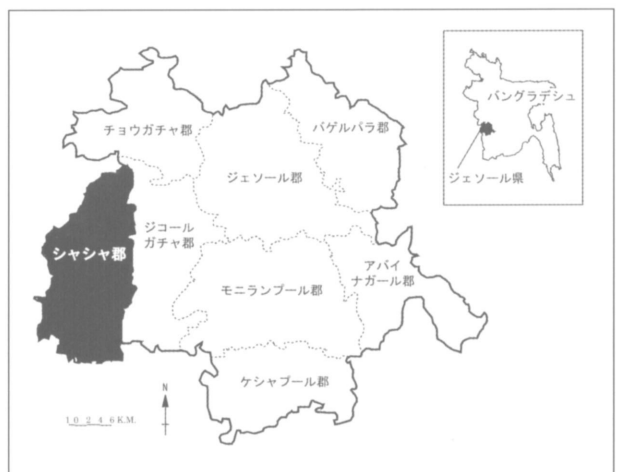 チョウガチャ郡
バゲルパラ郡
ジェソール郡
シャシャ郡
ジコール
ガチャ郡
モニランプール郡
アバイ
ナガール郡
ケシャブール郡
バングラデシュ
ジェソール県
N
1 0 2 4 6 K.M.